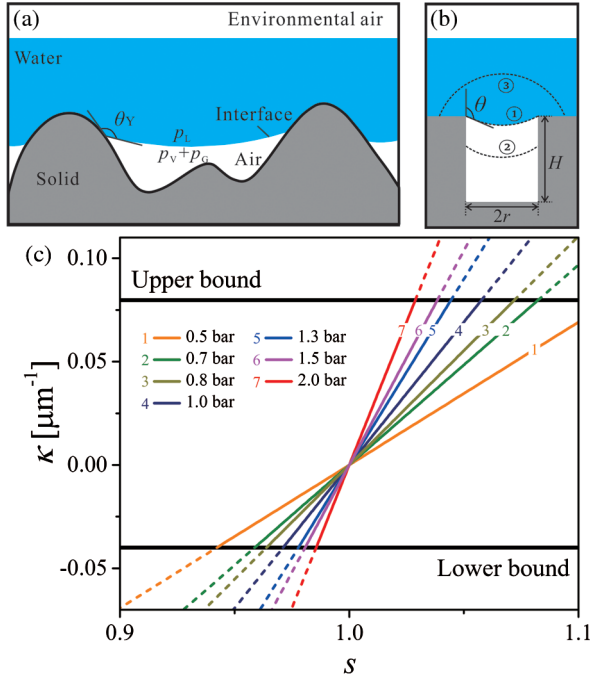 (a)
Environmental air
Water
θY
Interface
pL
pV+pG
Air
Solid
(b)
③
θ
①
②
H
2r
(c)
0.10
0.05
0.00
-0.05
κ [μm⁻¹]
Upper bound
1 0.5 bar
2 0.7 bar
3 0.8 bar
4 1.0 bar
5 1.3 bar
6 1.5 bar
7 2.0 bar
7 6 5 4 3 2 1
Lower bound
0.9 1.0 1.1
s